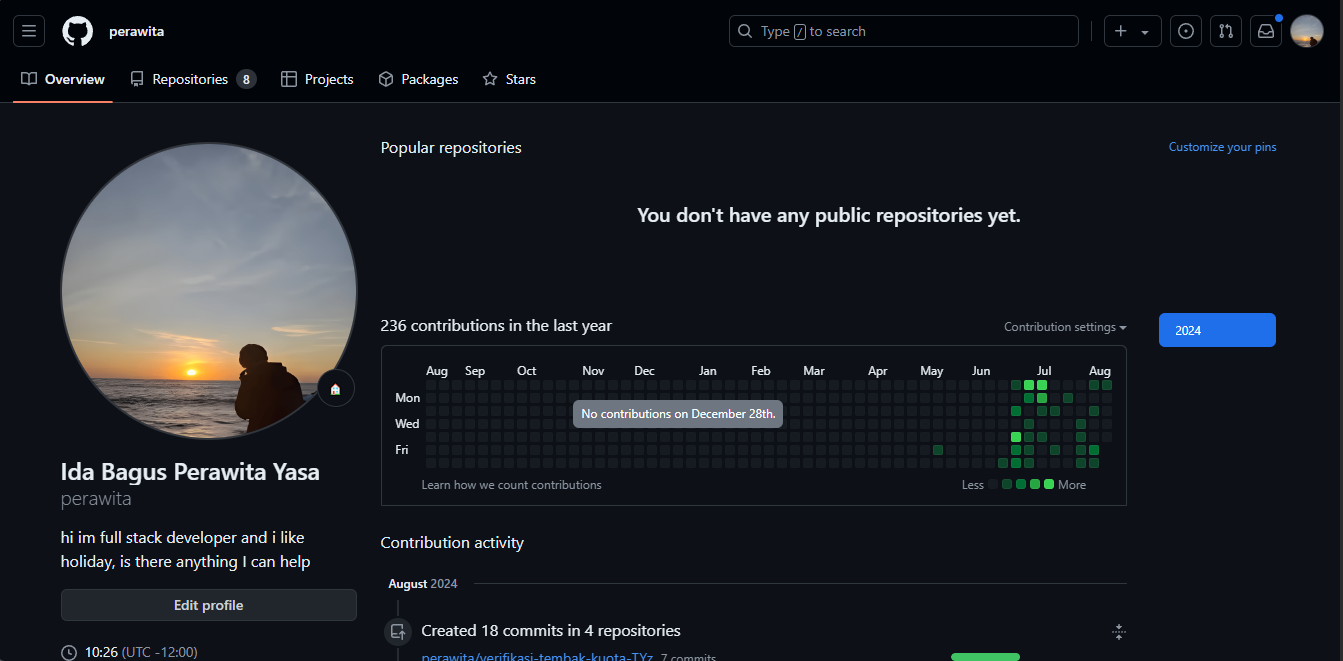 perawita
Type / to search
Overview
Repositories 8
Projects
Packages
Stars
Popular repositories
Customize your pins
You don't have any public repositories yet.
236 contributions in the last year
Contribution settings
2024
Aug Sep Oct Nov Dec Jan Feb Mar Apr May Jun Jul Aug
Mon
No contributions on December 28th.
Wed
Fri
Learn how we count contributions
Less More
Ida Bagus Perawita Yasa
perawita
hi im full stack developer and i like
holiday, is there anything I can help
Edit profile
10:26 (UTC -12:00)
Contribution activity
August 2024
Created 18 commits in 4 repositories
perawita/verifikasi-tembak-kuota-TYz 7 commits